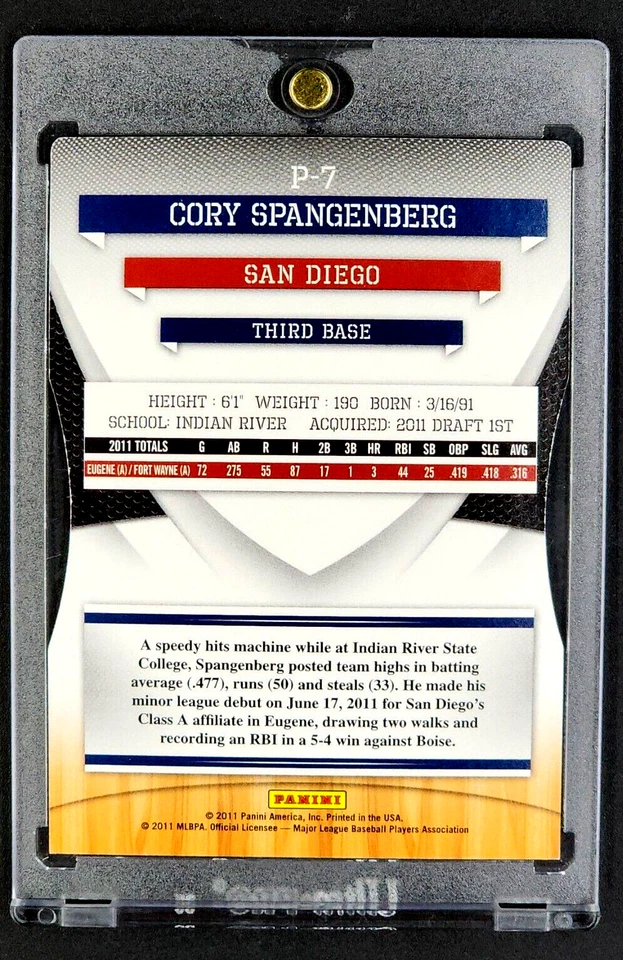 P-7
CORY SPANGENBERG
SAN DIEGO
THIRD BASE
HEIGHT : 6'1" WEIGHT : 190 BORN : 3/16/91
SCHOOL: INDIAN RIVER ACQUIRED: 2011 DRAFT 1ST
2011 TOTALS G AB R H 2B 3B HR RBI SB OBP SLG AVG
EUGENE (A) / FORT WAYNE (A) 72 275 55 87 17 1 3 44 25 .419 .418 .316
A speedy hits machine while at Indian River State
College, Spangenberg posted team highs in batting
average (.477), runs (50) and steals (33). He made his
minor league debut on June 17, 2011 for San Diego's
Class A affiliate in Eugene, drawing two walks and
recording an RBI in a 5-4 win against Boise.
PANINI
© 2011 Panini America, Inc. Printed in the USA.
© 2011 MLBPA. Official Licensee — Major League Baseball Players Association
Ultra·PRO®